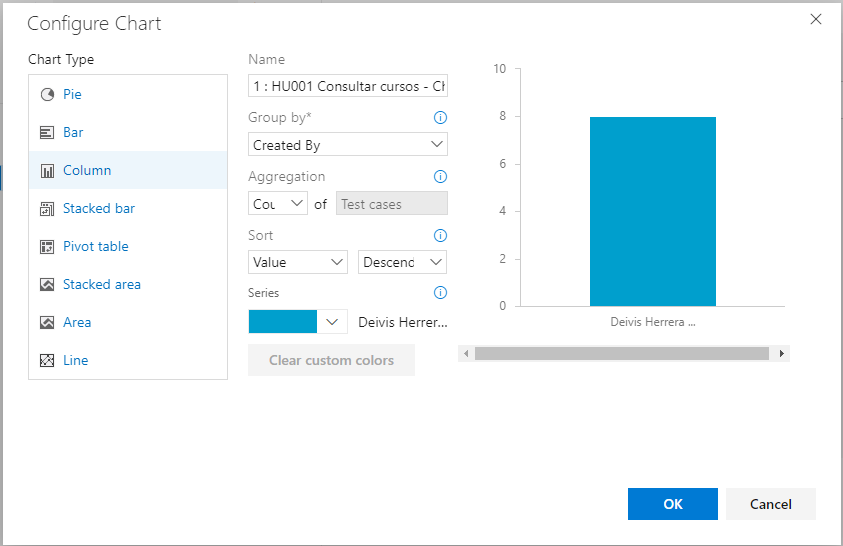 Configure Chart
Chart Type
Pie
Bar
Column
Stacked bar
Pivot table
Stacked area
Area
Line
Name
1 : HU001 Consultar cursos - Ch
Group by*
Created By
Aggregation
Cou of Test cases
Sort
Value Descend
Series
Deivis Herrer...
Clear custom colors
10
8
6
4
2
0
Deivis Herrera ...
OK Cancel